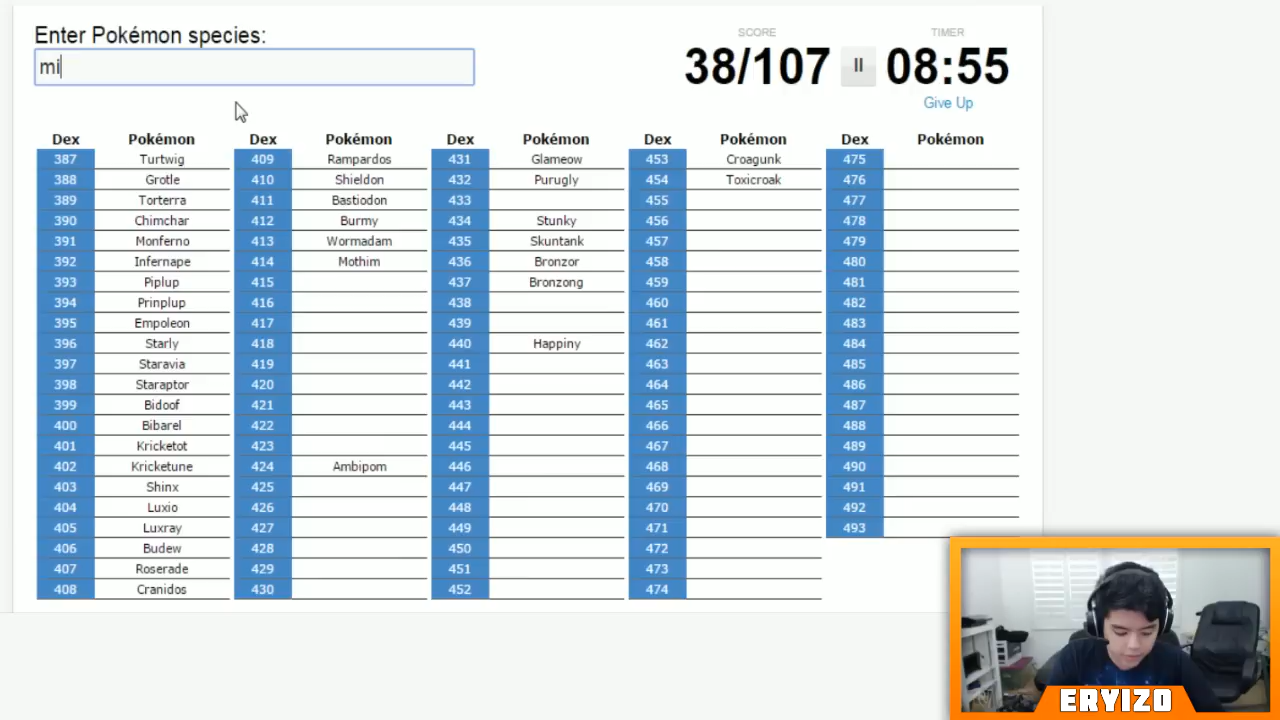 Enter Pokémon species:
mi
SCORE
38/107
TIMER
08:55
Give Up
Dex Pokémon Dex Pokémon Dex Pokémon Dex Pokémon Dex Pokémon
387 Turtwig 409 Rampardos 431 Glameow 453 Croagunk 475
388 Grotle 410 Shieldon 432 Purugly 454 Toxicroak 476
389 Torterra 411 Bastiodon 433 455 477
390 Chimchar 412 Burmy 434 Stunky 456 478
391 Monferno 413 Wormadam 435 Skuntank 457 479
392 Infernape 414 Mothim 436 Bronzor 458 480
393 Piplup 415 437 Bronzong 459 481
394 Prinplup 416 438 460 482
395 Empoleon 417 439 461 483
396 Starly 418 440 Happiny 462 484
397 Staravia 419 441 463 485
398 Staraptor 420 442 464 486
399 Bidoof 421 443 465 487
400 Bibarel 422 444 466 488
401 Kricketot 423 445 467 489
402 Kricketune 424 Ambipom 446 468 490
403 Shinx 425 447 469 491
404 Luxio 426 448 470 492
405 Luxray 427 449 471 493
406 Budew 428 450 472
407 Roserade 429 451 473
408 Cranidos 430 452 474
ERYIZO